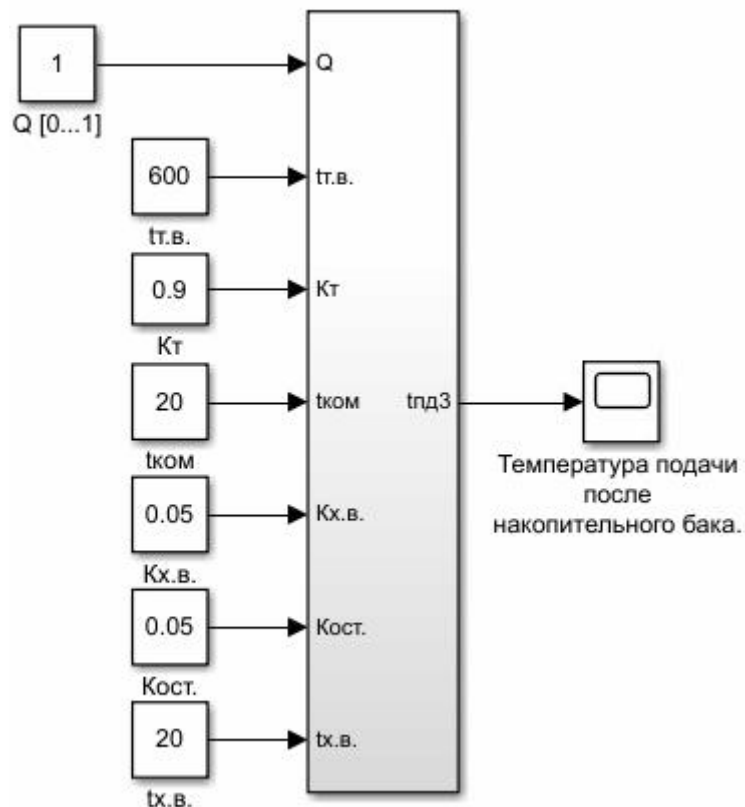 1
Q
Q [0...1]
600
tт.в.
tт.в.
0.9
Кт
Кт
20
tком
tпд3
tком
Температура подачи
после
накопительного бака.
0.05
Кх.в.
Кх.в.
0.05
Кост.
Кост.
20
tх.в.
tх.в.